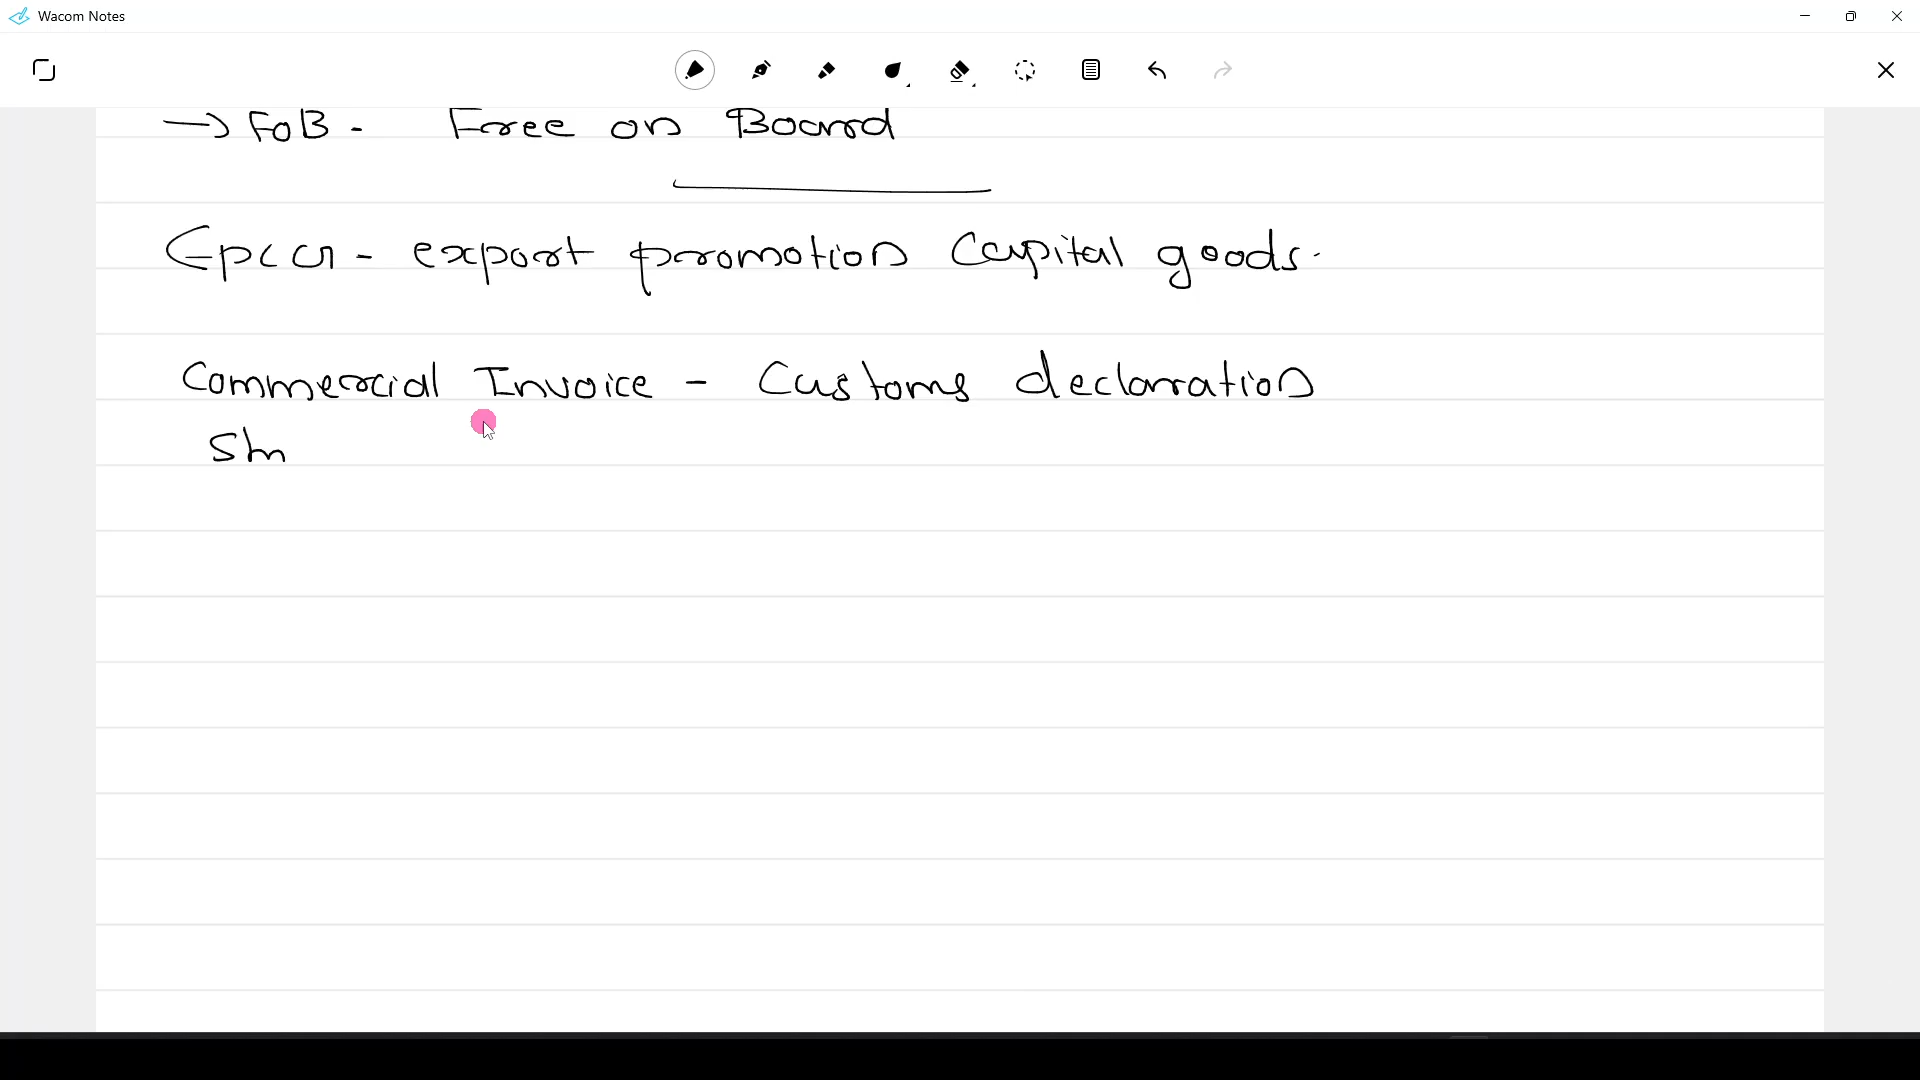 Wacom Notes
→ FOB - Free on Board
EPCG - export promotion Capital goods.
Commercial Invoice - Customs declaration
Sh